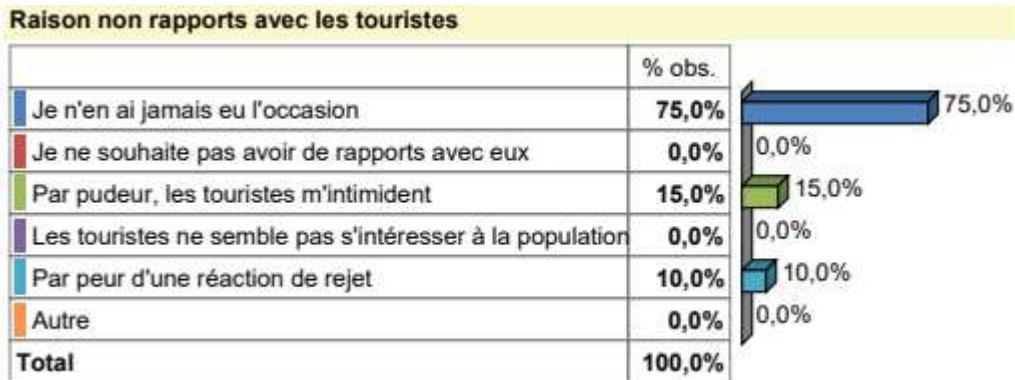 Raison non rapports avec les touristes
% obs.
Je n'en ai jamais eu l'occasion 75,0% 75,0%
Je ne souhaite pas avoir de rapports avec eux 0,0% 0,0%
Par pudeur, les touristes m'intimident 15,0% 15,0%
Les touristes ne semble pas s'intéresser à la population 0,0% 0,0%
Par peur d'une réaction de rejet 10,0% 10,0%
Autre 0,0% 0,0%
Total 100,0%